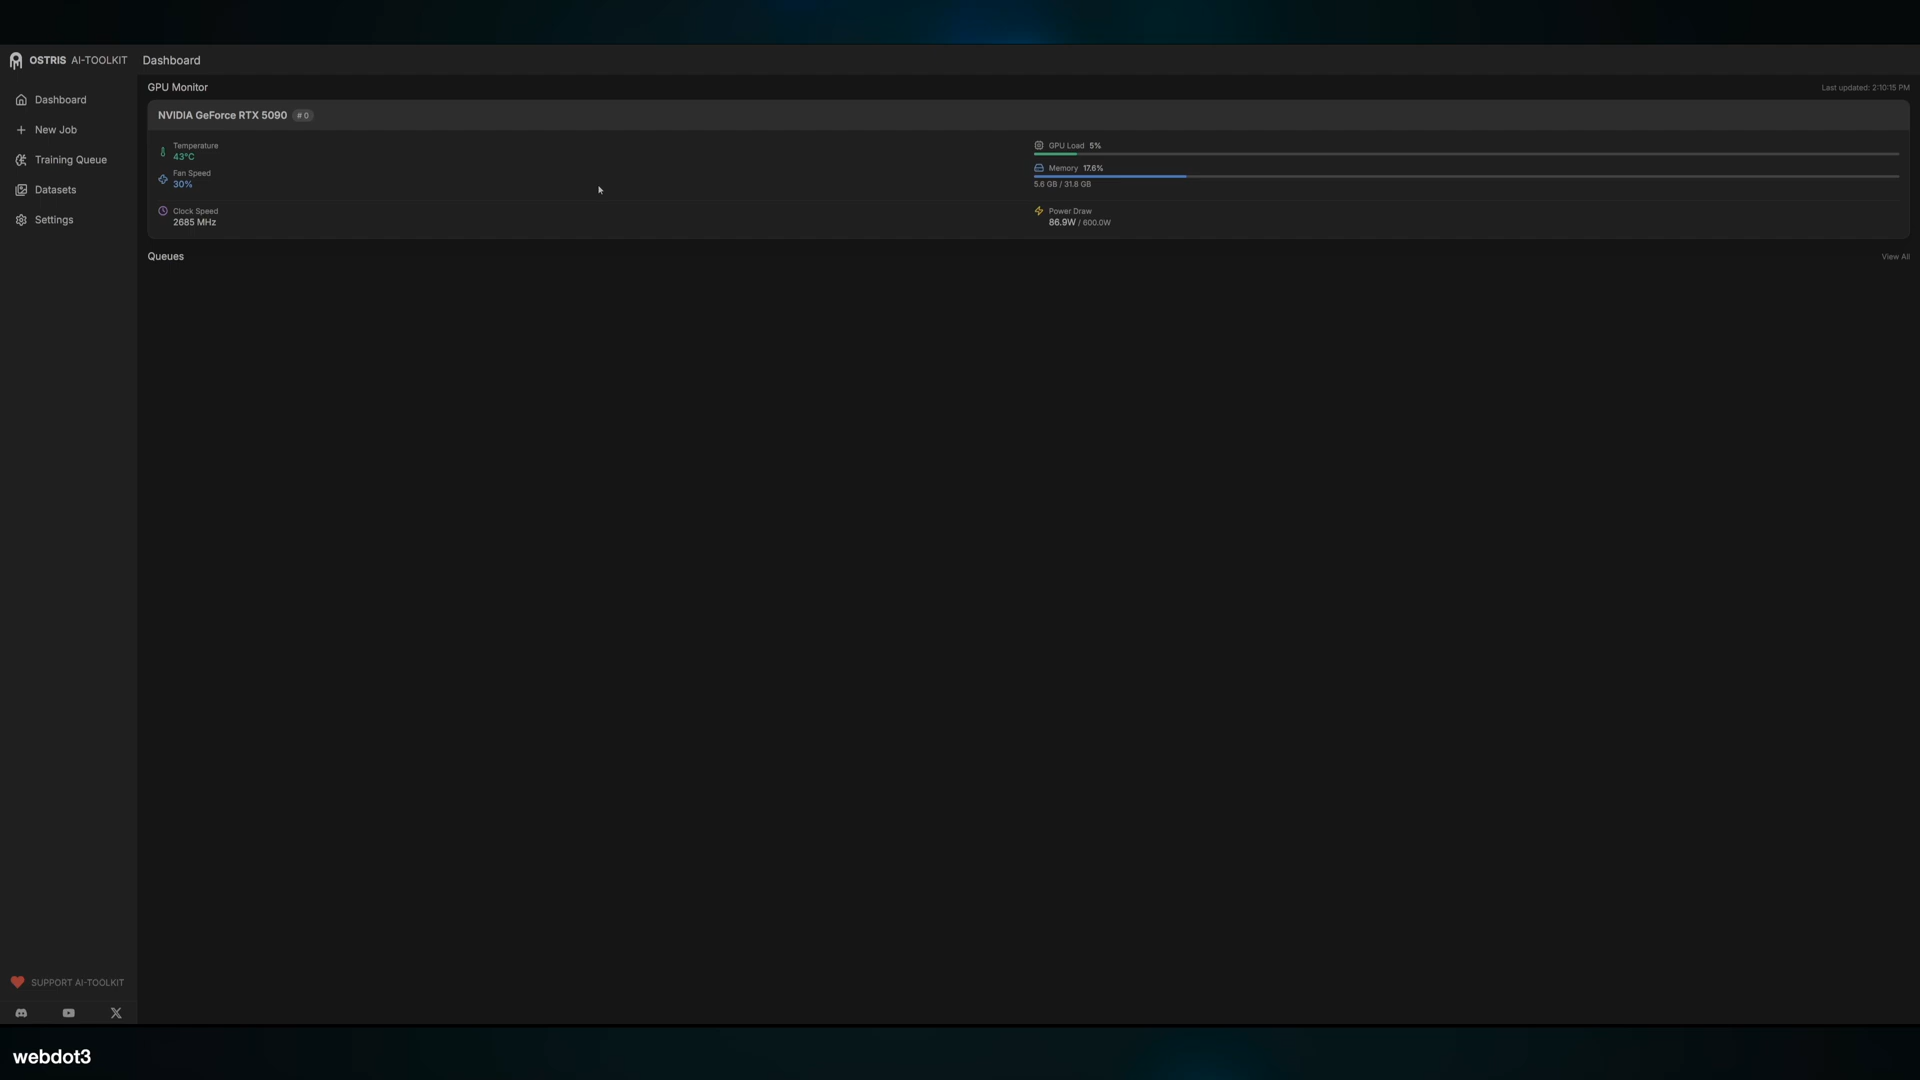 OSTRIS AI-TOOLKIT
Dashboard
Dashboard
New Job
Training Queue
Datasets
Settings
GPU Monitor
Last updated: 2:10:15 PM
NVIDIA GeForce RTX 5090 # 0
Temperature
43°C
Fan Speed
30%
Clock Speed
2685 MHz
GPU Load 5%
Memory 17.6%
5.6 GB / 31.8 GB
Power Draw
86.9W / 600.0W
Queues
View All
SUPPORT AI-TOOLKIT
webdot3